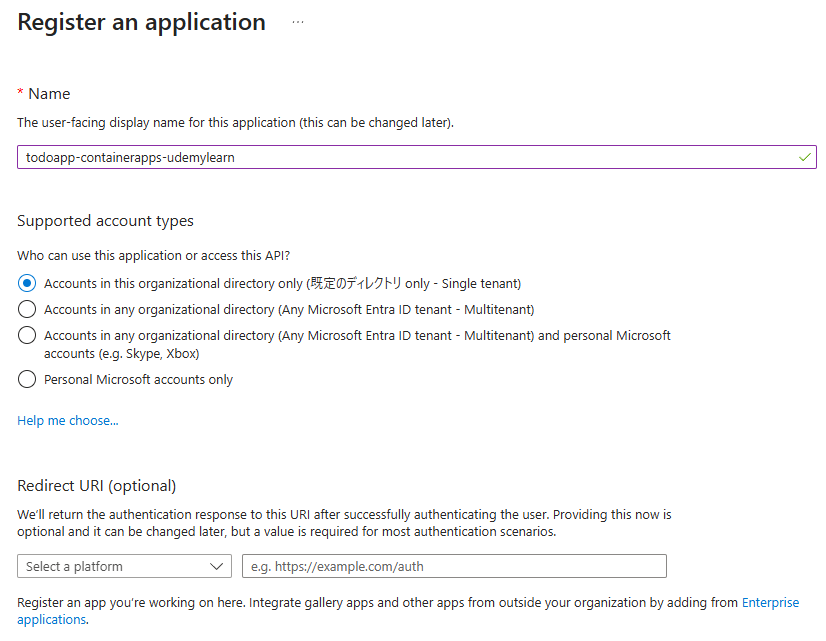 Register an application ...
* Name
The user-facing display name for this application (this can be changed later).
todoapp-containerapps-udemylearn
Supported account types
Who can use this application or access this API?
Accounts in this organizational directory only (既定のディレクトリ only - Single tenant)
Accounts in any organizational directory (Any Microsoft Entra ID tenant - Multitenant)
Accounts in any organizational directory (Any Microsoft Entra ID tenant - Multitenant) and personal Microsoft
accounts (e.g. Skype, Xbox)
Personal Microsoft accounts only
Help me choose...
Redirect URI (optional)
We'll return the authentication response to this URI after successfully authenticating the user. Providing this now is
optional and it can be changed later, but a value is required for most authentication scenarios.
Select a platform e.g. https://example.com/auth
Register an app you're working on here. Integrate gallery apps and other apps from outside your organization by adding from Enterprise
applications.